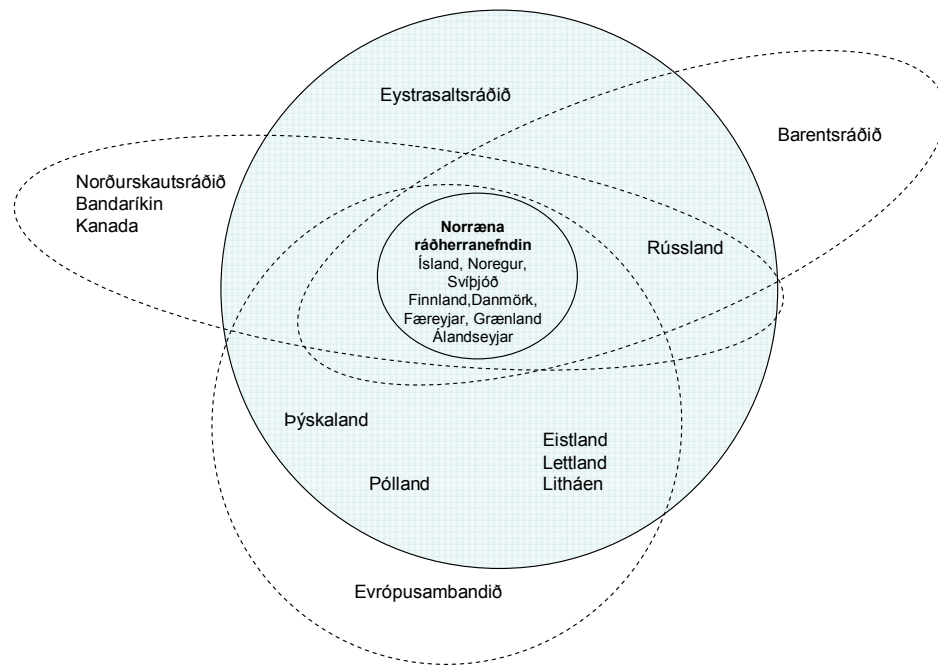 Eystrasaltsráðið
Barentsráðið
Norðurskautsráðið
Bandaríkin
Kanada
Norræna
ráðherranefndin
Ísland, Noregur,
Svíþjóð
Finnland,Danmörk,
Færeyjar, Grænland
Álandseyjar
Rússland
Þýskaland
Pólland
Eistland
Lettland
Litháen
Evrópusambandið